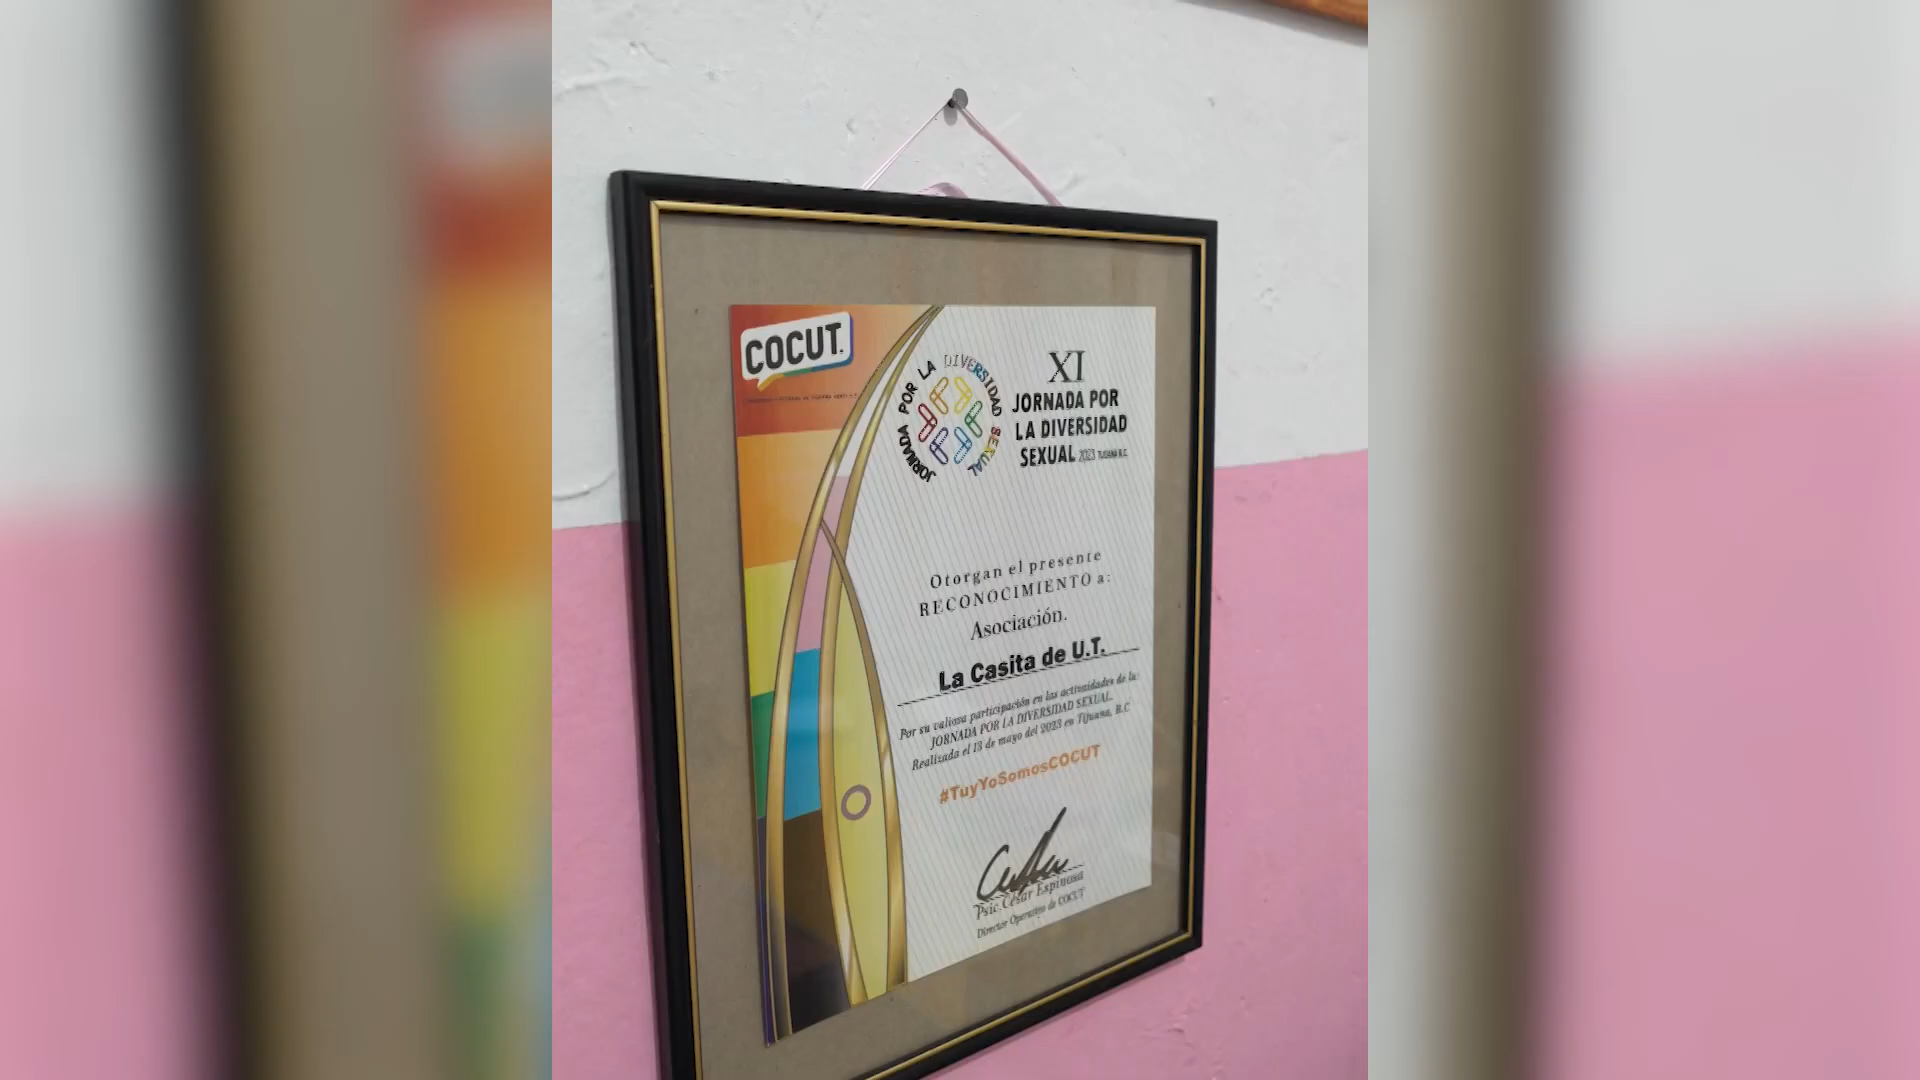 COCUT.
JORNADA POR LA DIVERSIDAD SEXUAL
XI
JORNADA POR
LA DIVERSIDAD
SEXUAL 2023 TIJUANA B.C.
Otorgan el presente
RECONOCIMIENTO a:
Asociación.
La Casita de U.T.
Por su valiosa participación en las actividades de la:
JORNADA POR LA DIVERSIDAD SEXUAL.
Realizada el 13 de mayo del 2023 en Tijuana, B.C
#TuyYoSomosCOCUT
Psic. César Espinosa
Director Operativo de COCUT